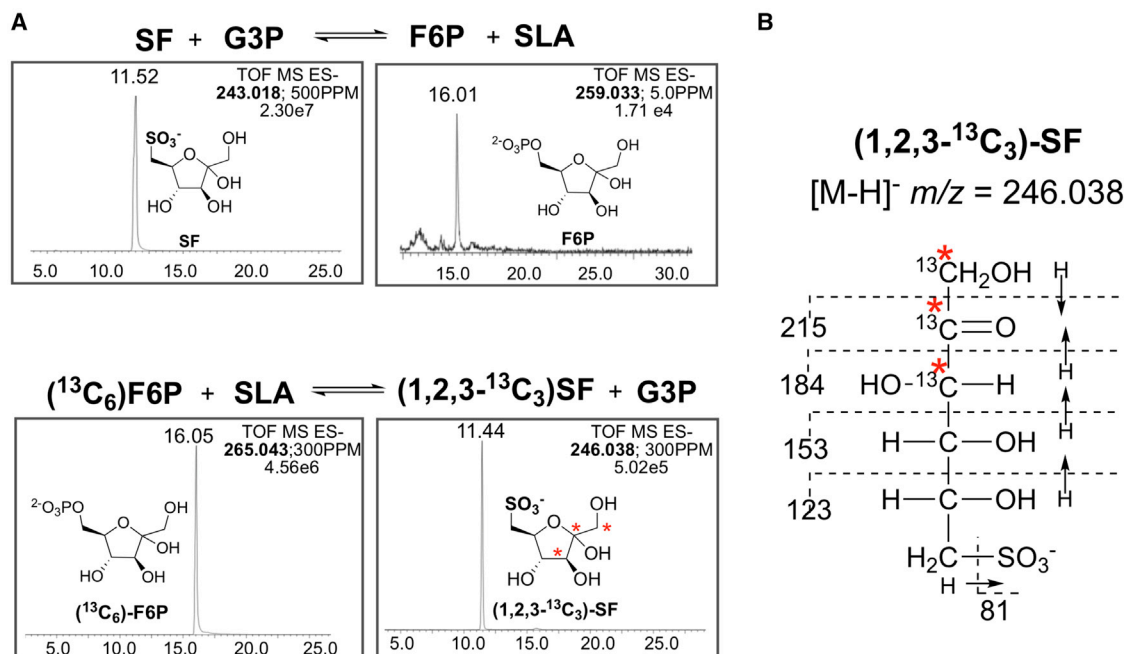 A
SF + G3P ⇌ F6P + SLA
11.52
TOF MS ES-
243.018; 500PPM
2.30e7
SO₃⁻
OH
O
OH
HO
OH
SF
5.0 10.0 15.0 20.0 25.0
16.01
TOF MS ES-
259.033; 5.0PPM
1.71 e4
²⁻O₃PO
OH
O
OH
HO
OH
F6P
15.0 20.0 25.0 30.0
(¹³C₆)F6P + SLA ⇌ (1,2,3-¹³C₃)SF + G3P
16.05
TOF MS ES-
265.043;300PPM
4.56e6
²⁻O₃PO
OH
O
OH
HO
OH
(¹³C₆)-F6P
5.0 10.0 15.0 20.0 25.0
11.44
TOF MS ES-
246.038; 300PPM
5.02e5
SO₃⁻
OH
O
* *
OH
*
HO
OH
(1,2,3-¹³C₃)-SF
5.0 10.0 15.0 20.0 25.0
B
(1,2,3-¹³C₃)-SF
[M-H]⁻ m/z = 246.038
*
¹³CH₂OH H
*
215 ¹³C=O
* H
184 HO-¹³C—H
H
153 H—C—OH
123 H—C—OH H
H₂C—SO₃⁻
H
81